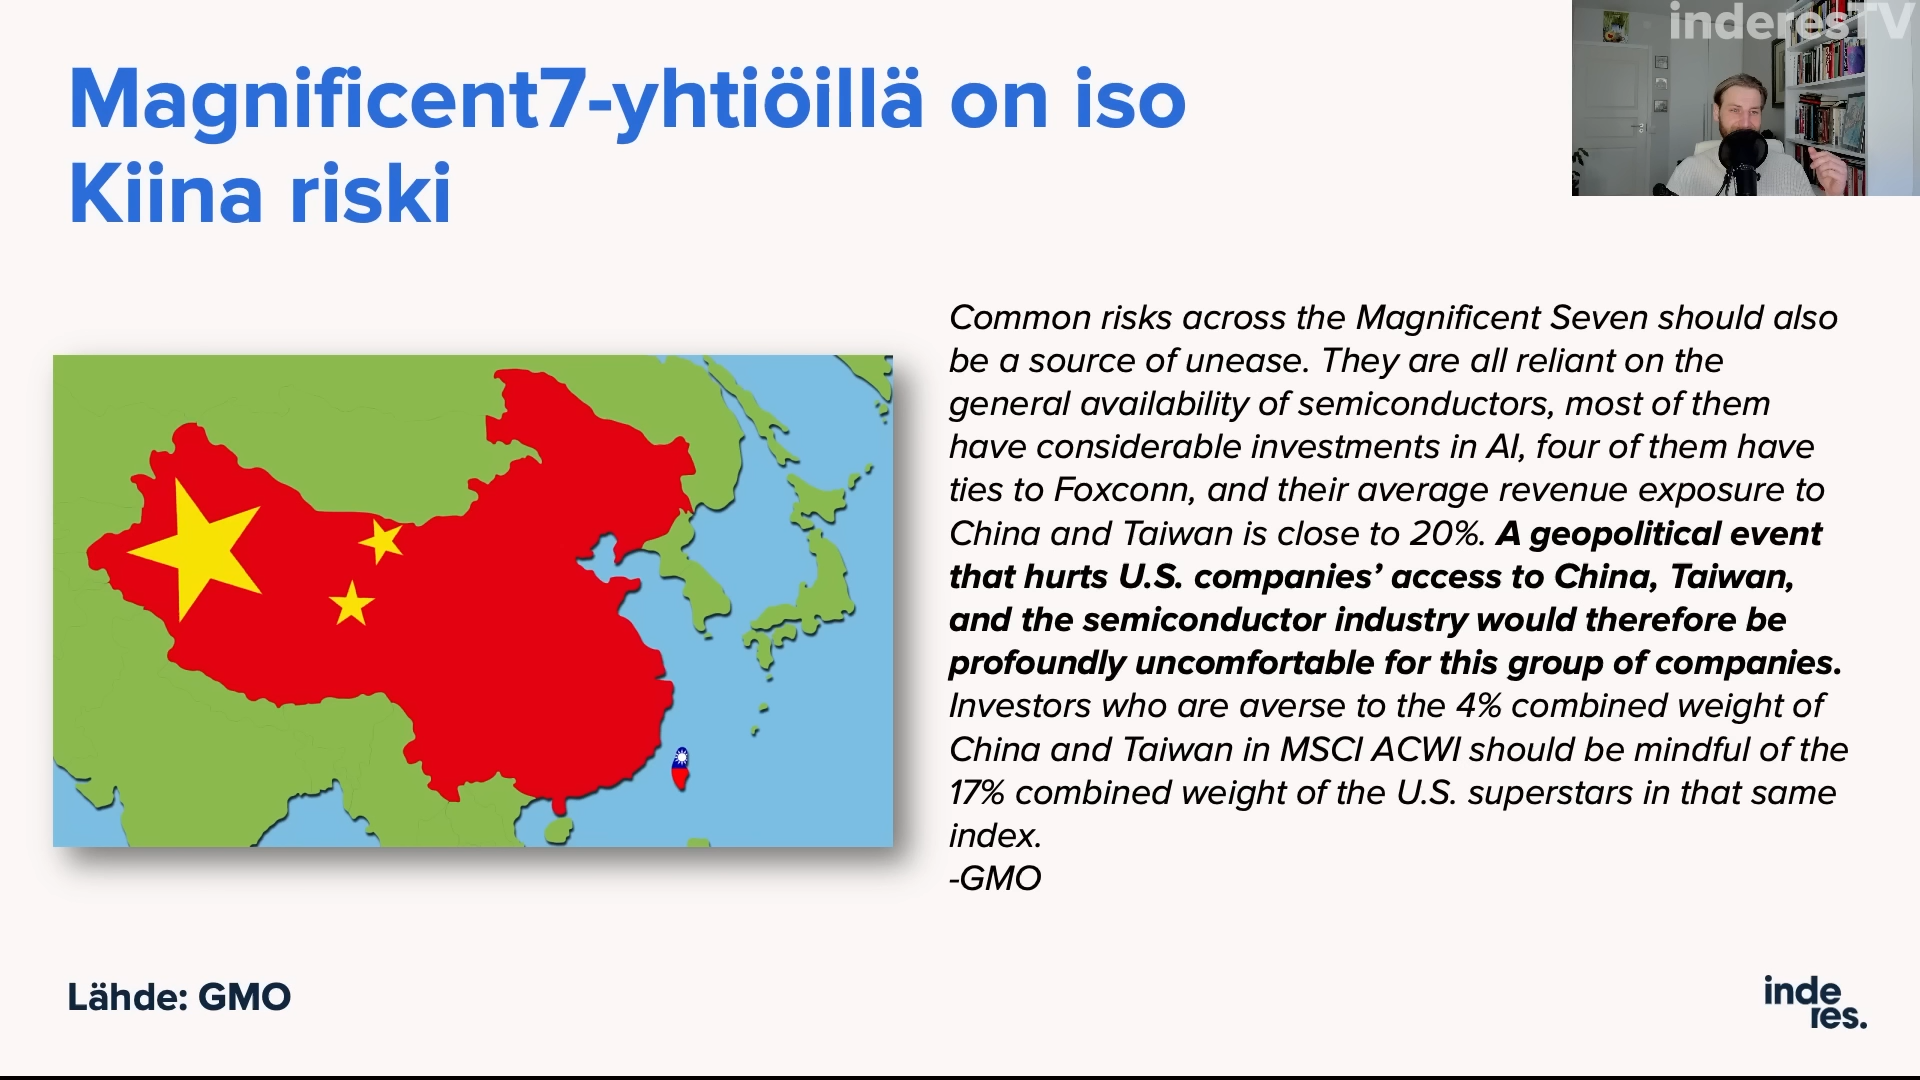 inderesTV
Magnificent7-yhtiöillä on iso
Kiina riski
Common risks across the Magnificent Seven should also
be a source of unease. They are all reliant on the
general availability of semiconductors, most of them
have considerable investments in AI, four of them have
ties to Foxconn, and their average revenue exposure to
China and Taiwan is close to 20%. A geopolitical event
that hurts U.S. companies’ access to China, Taiwan,
and the semiconductor industry would therefore be
profoundly uncomfortable for this group of companies.
Investors who are averse to the 4% combined weight of
China and Taiwan in MSCI ACWI should be mindful of the
17% combined weight of the U.S. superstars in that same
index.
-GMO
Lähde: GMO
inde
res.